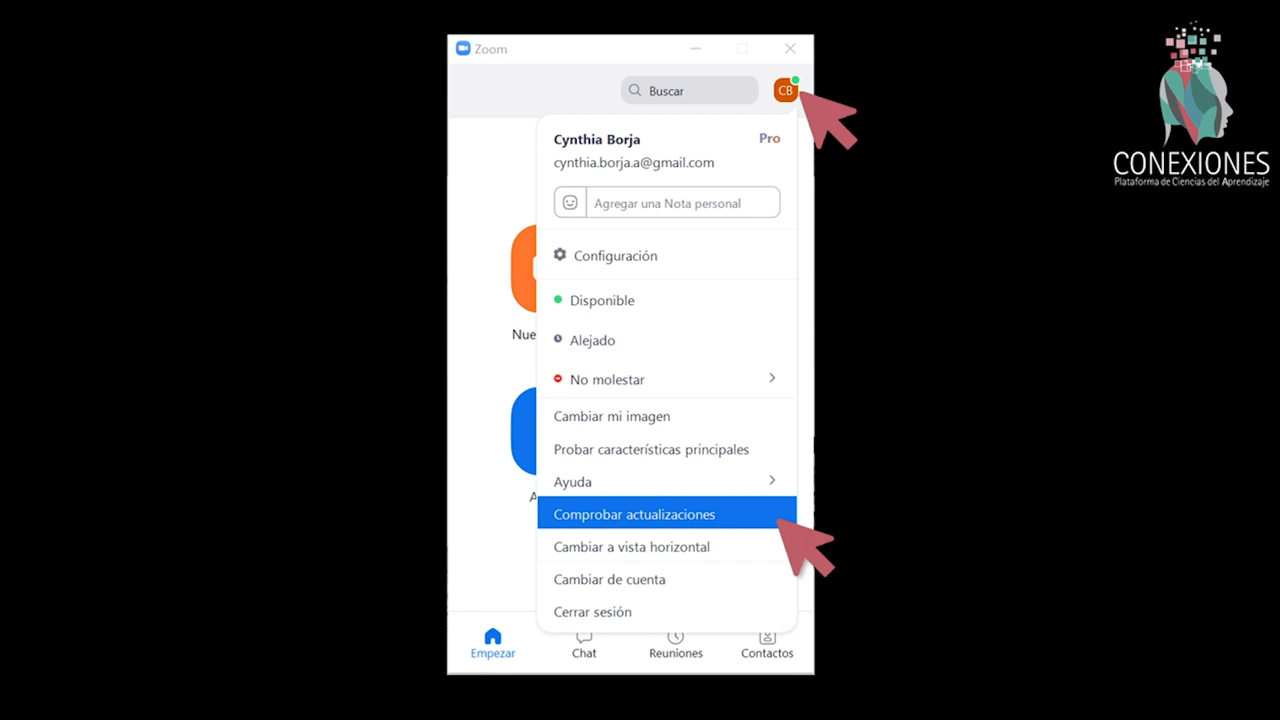 Zoom
Buscar
CB
Cynthia Borja
Pro
cynthia.borja.a@gmail.com
Agregar una Nota personal
Configuración
Disponible
Alejado
No molestar
Cambiar mi imagen
Probar características principales
Ayuda
Comprobar actualizaciones
Cambiar a vista horizontal
Cambiar de cuenta
Cerrar sesión
Nue
A
Empezar
Chat
Reuniones
Contactos
CONEXIONES
Plataforma de Ciencias del Aprendizaje